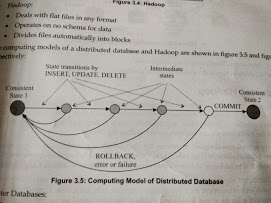 Figure 3.4: Hadoop
Hadoop:
• Deals with flat files in any format
• Operates on no schema for data
• Divides files automatically into blocks
computing models of a distributed database and Hadoop are shown in figure 3.5 and
ectively:
State transitions by
INSERT, UPDATE, DELETE
Intermediate
states
Consistent
State 1
Consistent
State 2
COMMIT
ROLLBACK,
error or failure
Figure 3.5: Computing Model of Distributed Database
ter Databases: